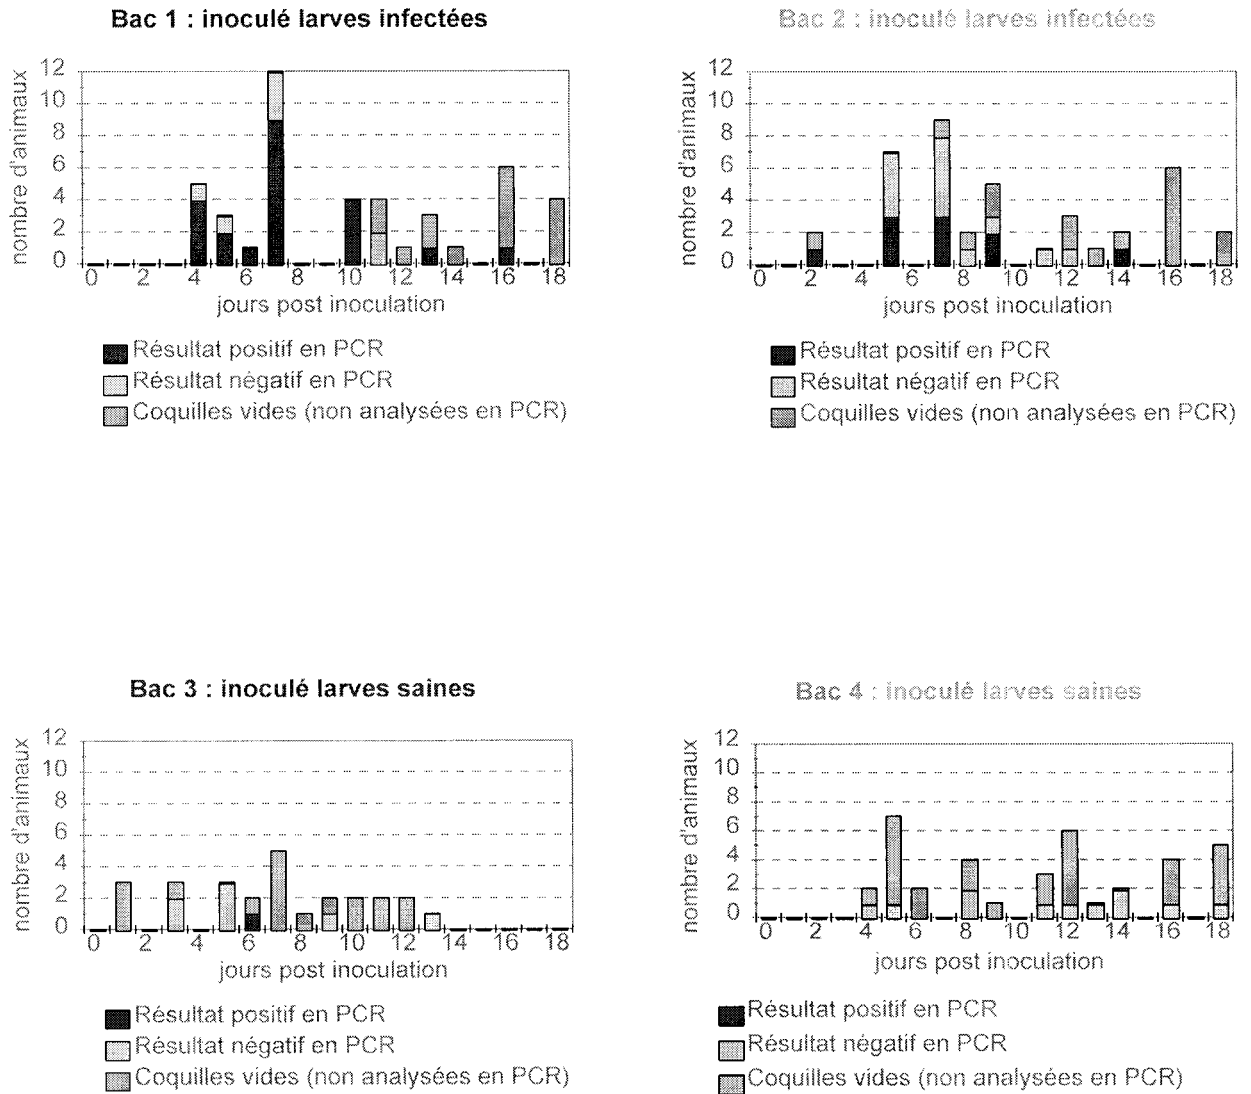 Bac 1 : inoculé larves infectées
nombre d'animaux
12
10
8
6
4
2
0
0 2 4 6 8 10 12 14 16 18
jours post inoculation
Résultat positif en PCR
Résultat négatif en PCR
Coquilles vides (non analysées en PCR)
Bac 2 : inoculé larves infectées
nombre d'animaux
12
10
8
6
4
2
0
0 2 4 6 8 10 12 14 16 18
jours post inoculation
Résultat positif en PCR
Résultat négatif en PCR
Coquilles vides (non analysées en PCR)
Bac 3 : inoculé larves saines
nombre d'animaux
12
10
8
6
4
2
0
0 2 4 6 8 10 12 14 16 18
jours post inoculation
Résultat positif en PCR
Résultat négatif en PCR
Coquilles vides (non analysées en PCR)
Bac 4 : inoculé larves saines
nombre d'animaux
12
10
8
6
4
2
0
0 2 4 6 8 10 12 14 16 18
jours post inoculation
Résultat positif en PCR
Résultat négatif en PCR
Coquilles vides (non analysées en PCR)